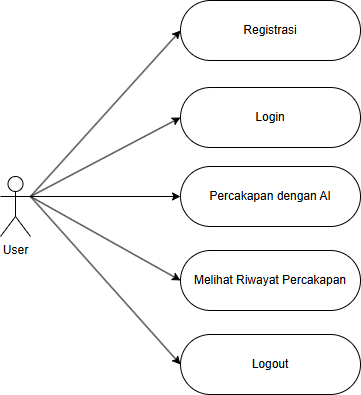 Registrasi
Login
Percakapan dengan AI
User
Melihat Riwayat Percakapan
Logout